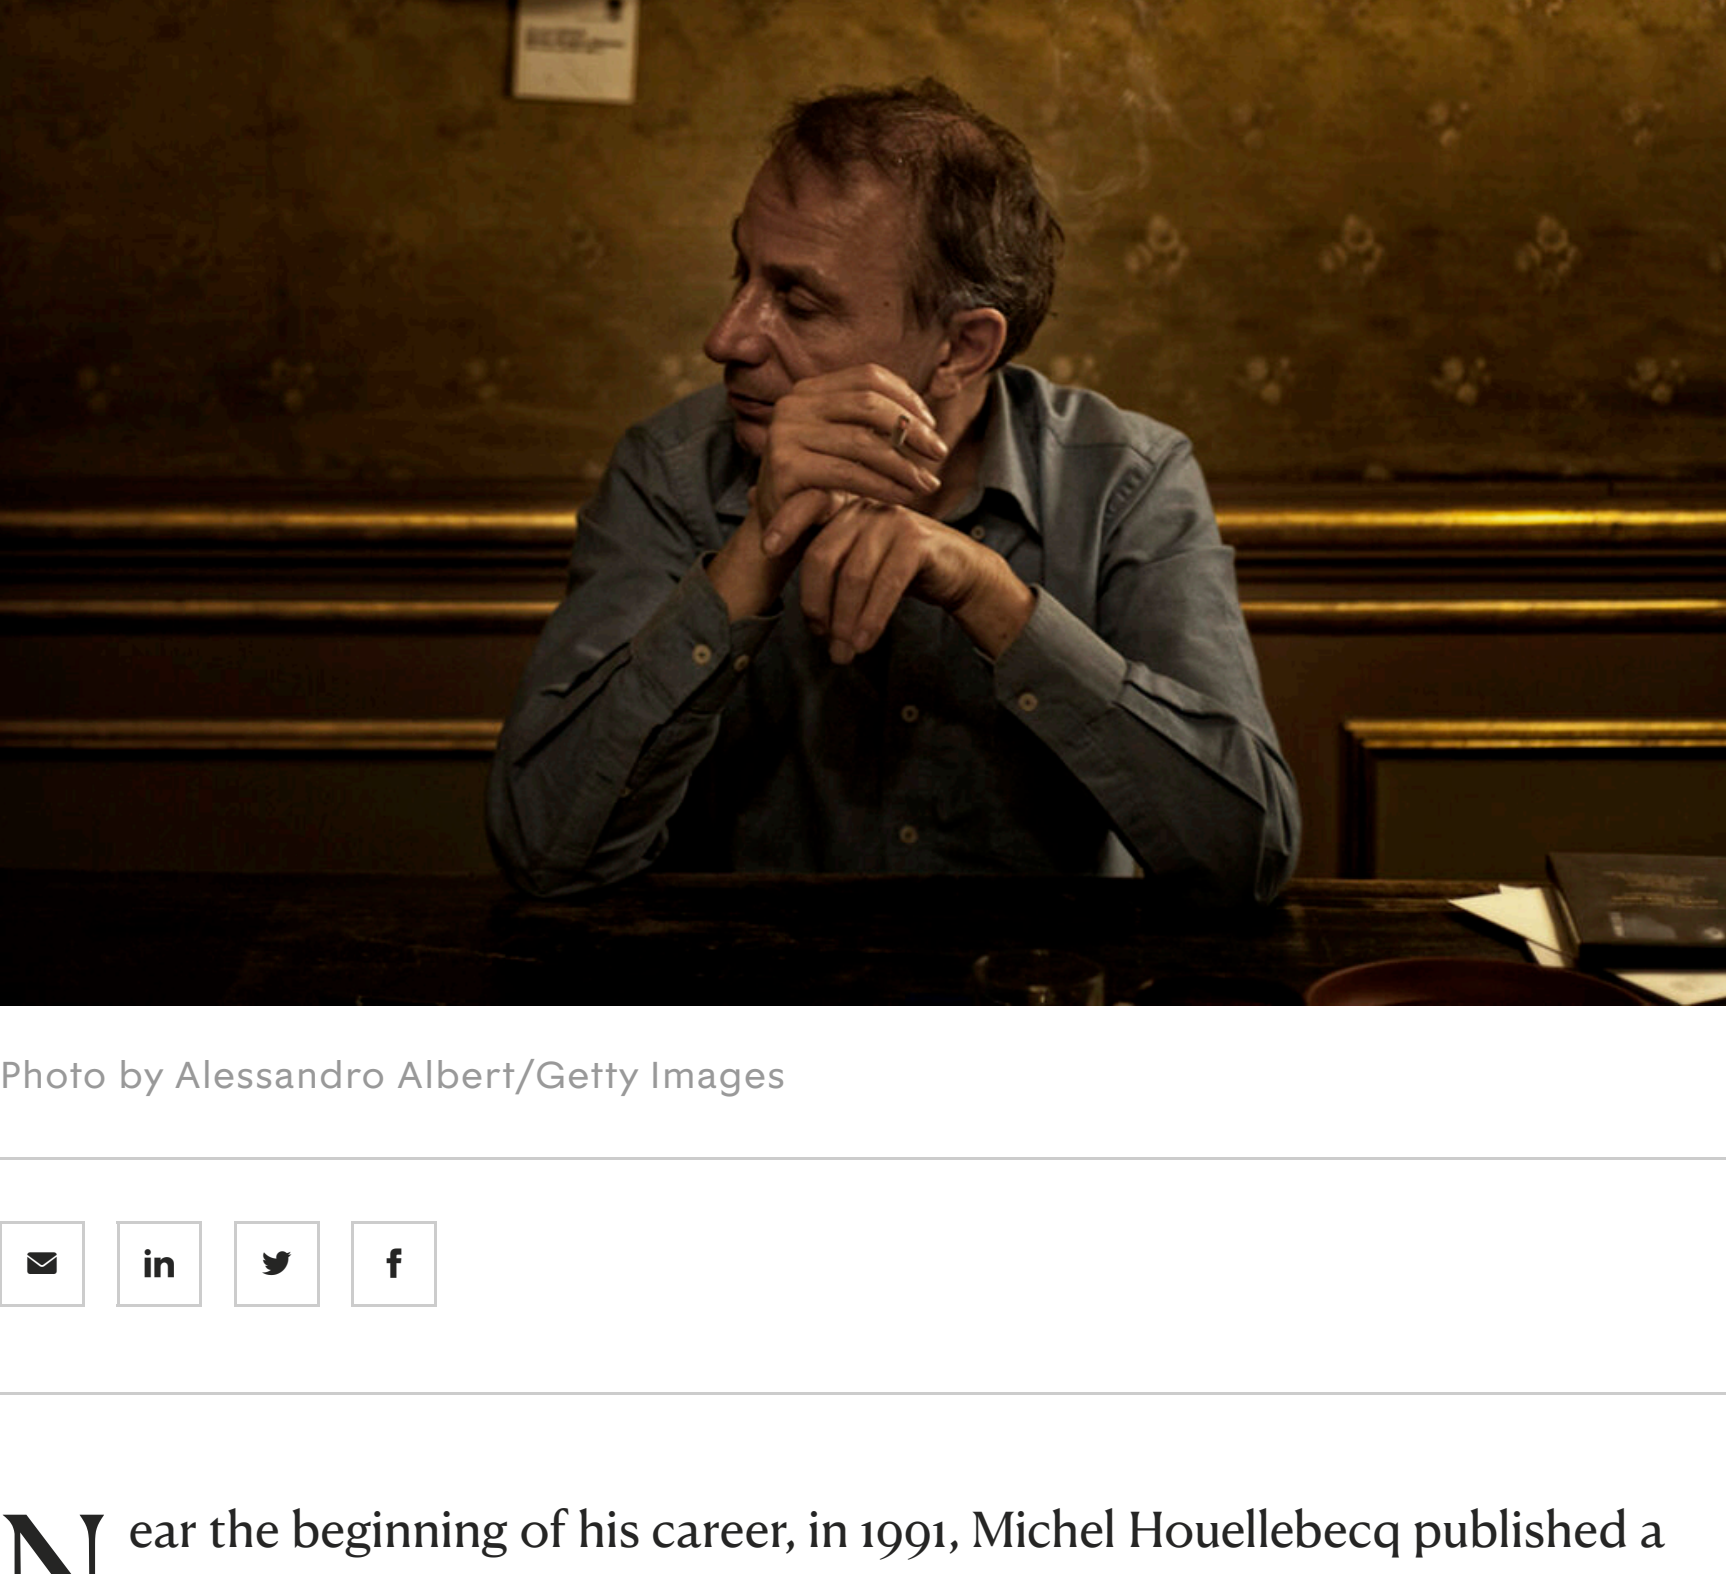 Photo by Alessandro Albert/Getty Images
in
f
Near the beginning of his career, in 1991, Michel Houellebecq published a